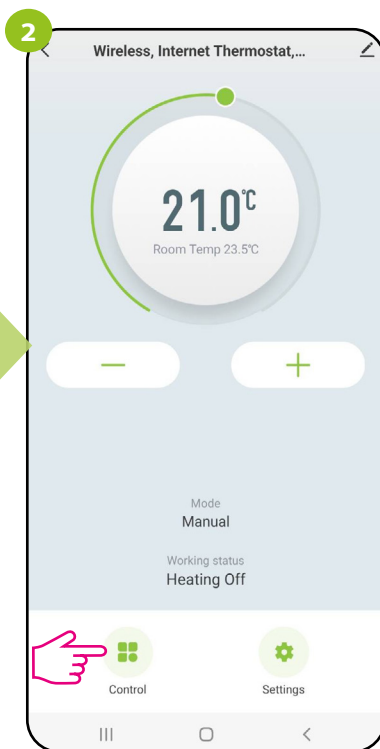 2
Wireless, Internet Thermostat,...
21.0°C
Room Temp 23.5°C
Mode
Manual
Working status
Heating Off
Control
Settings